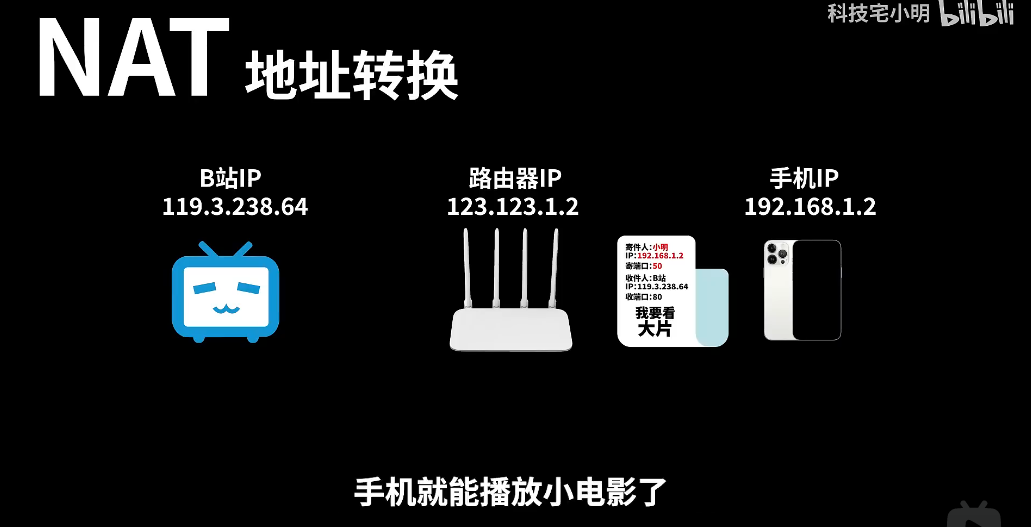 科技宅小明 bilibili
NAT 地址转换
B站IP
119.3.238.64
路由器IP
123.123.1.2
手机IP
192.168.1.2
寄件人:小明
IP:192.168.1.2
寄端口:50
收件人:B站
IP:119.3.238.64
收端口:80
我要看
大片
手机就能播放小电影了